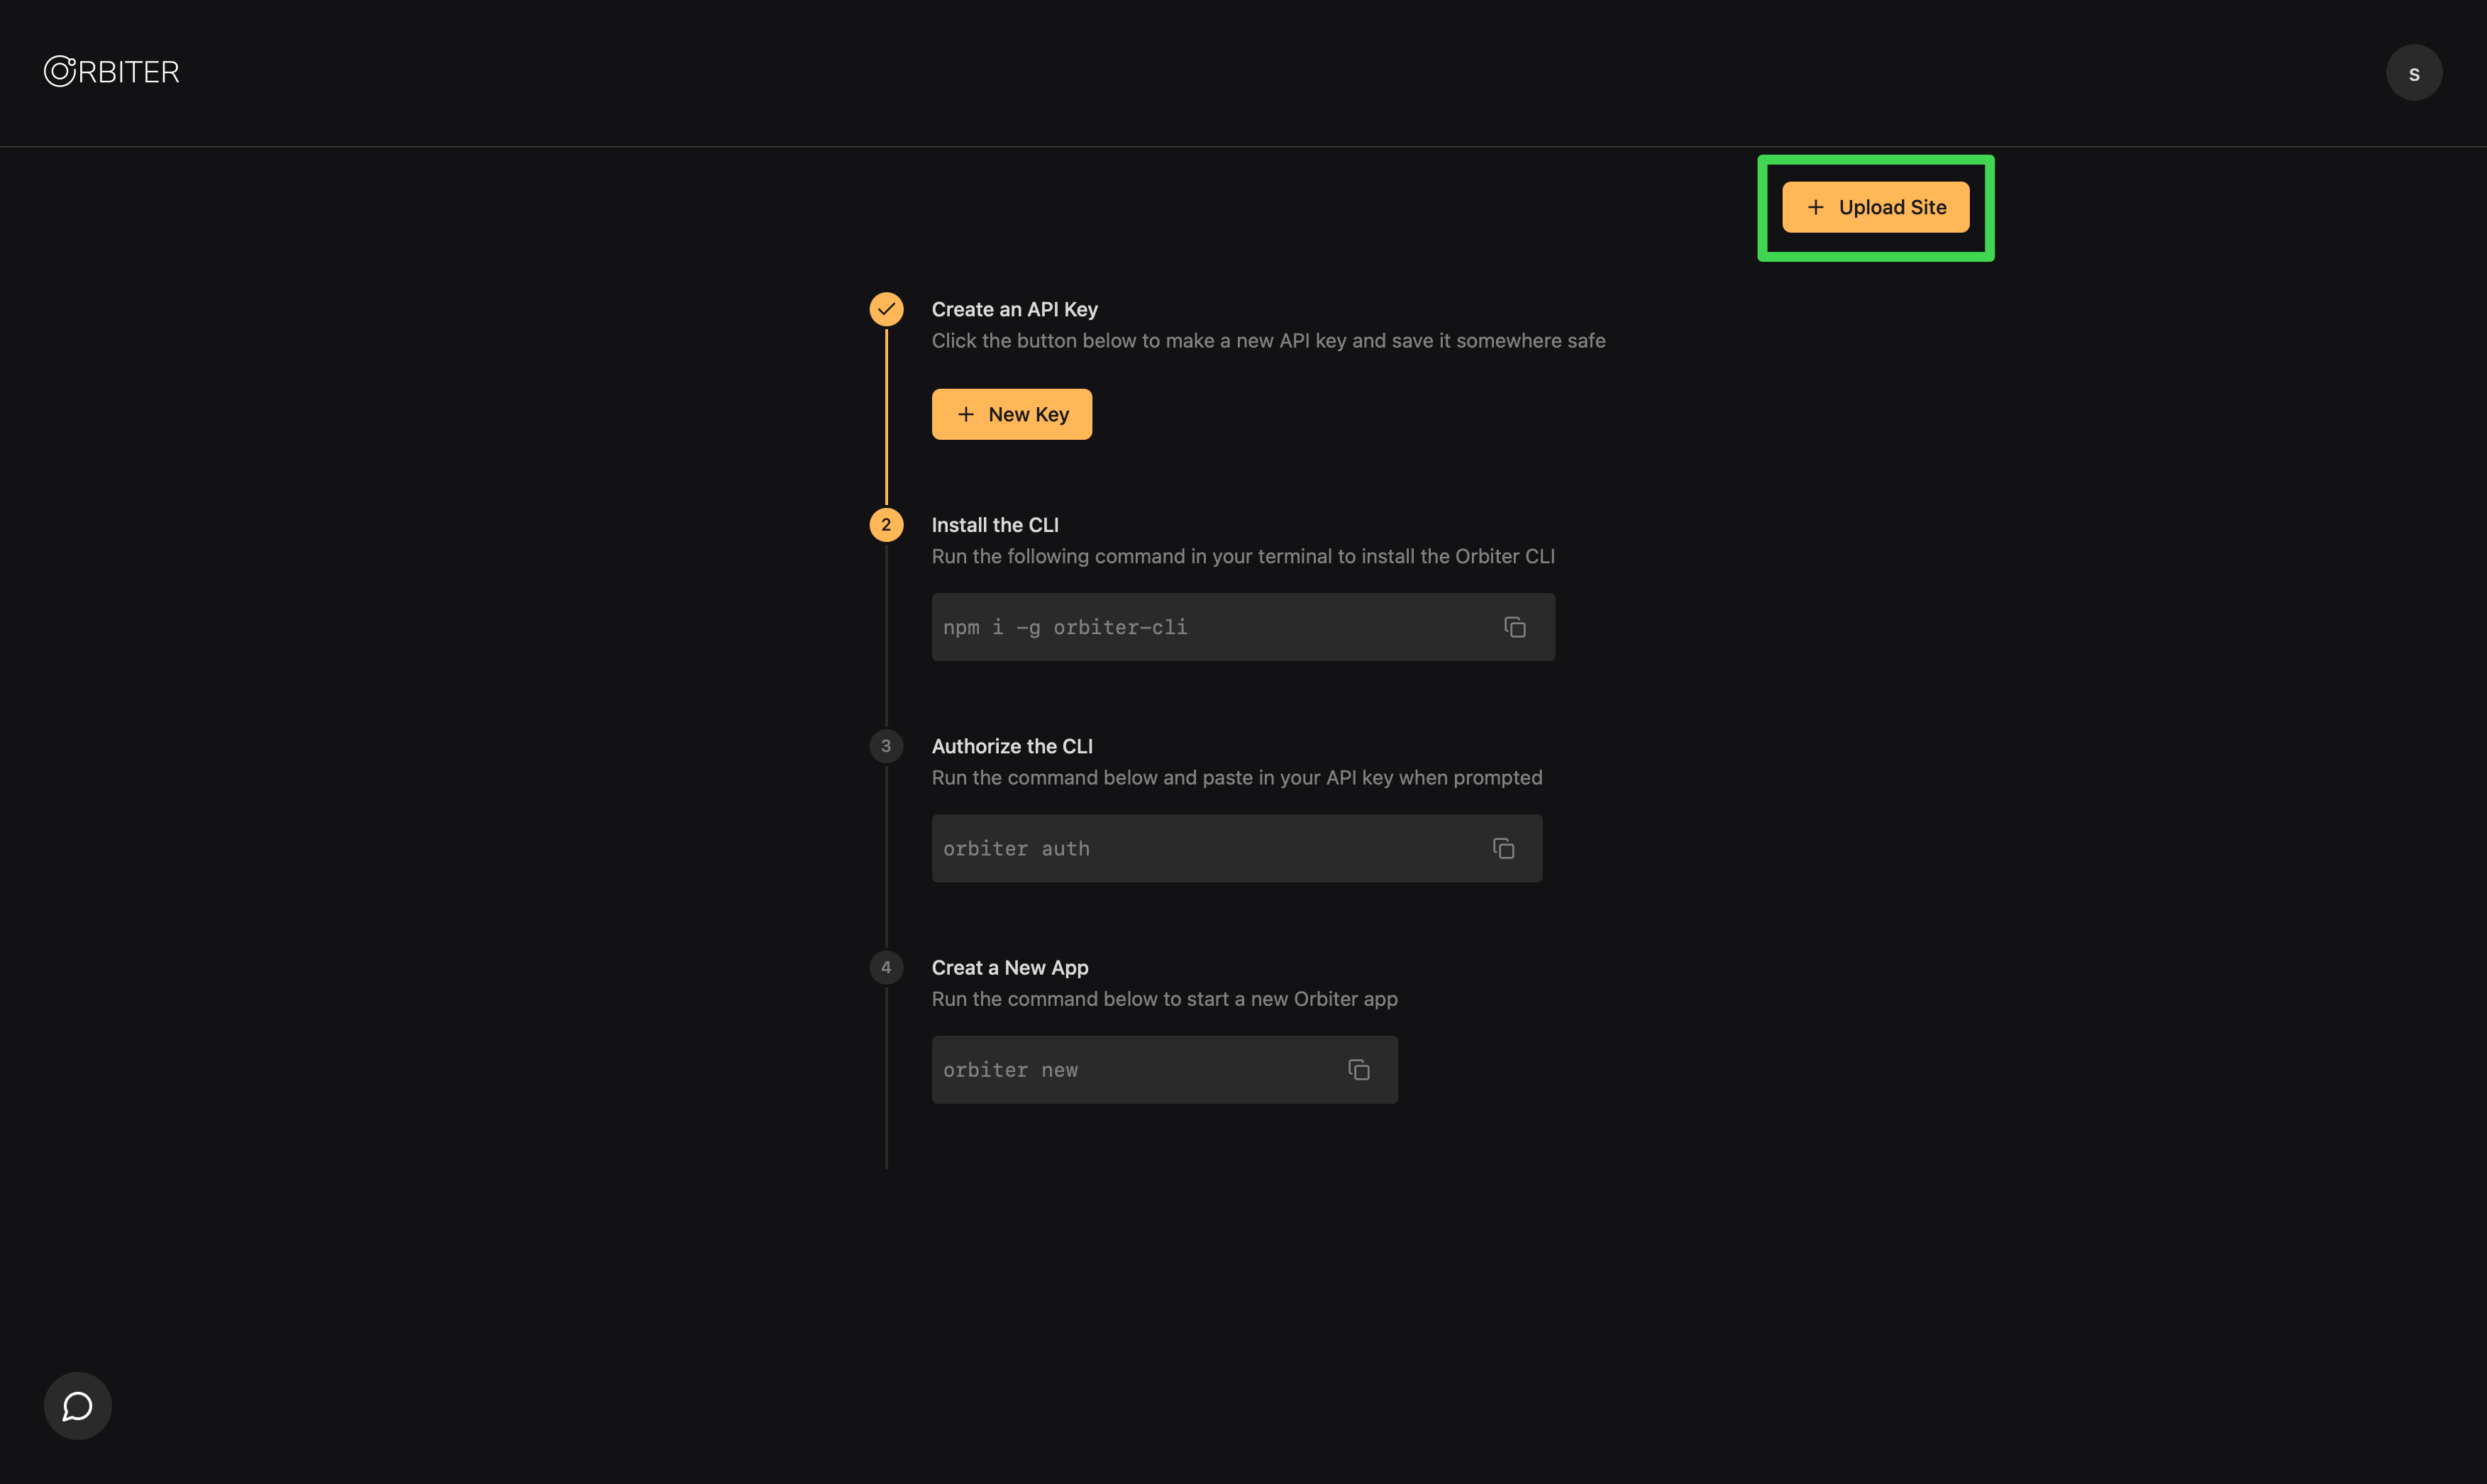 ORBITER
S
+ Upload Site
Create an API Key
Click the button below to make a new API key and save it somewhere safe
+ New Key
2
Install the CLI
Run the following command in your terminal to install the Orbiter CLI
npm i -g orbiter-cli
3
Authorize the CLI
Run the command below and paste in your API key when prompted
orbiter auth
4
Creat a New App
Run the command below to start a new Orbiter app
orbiter new